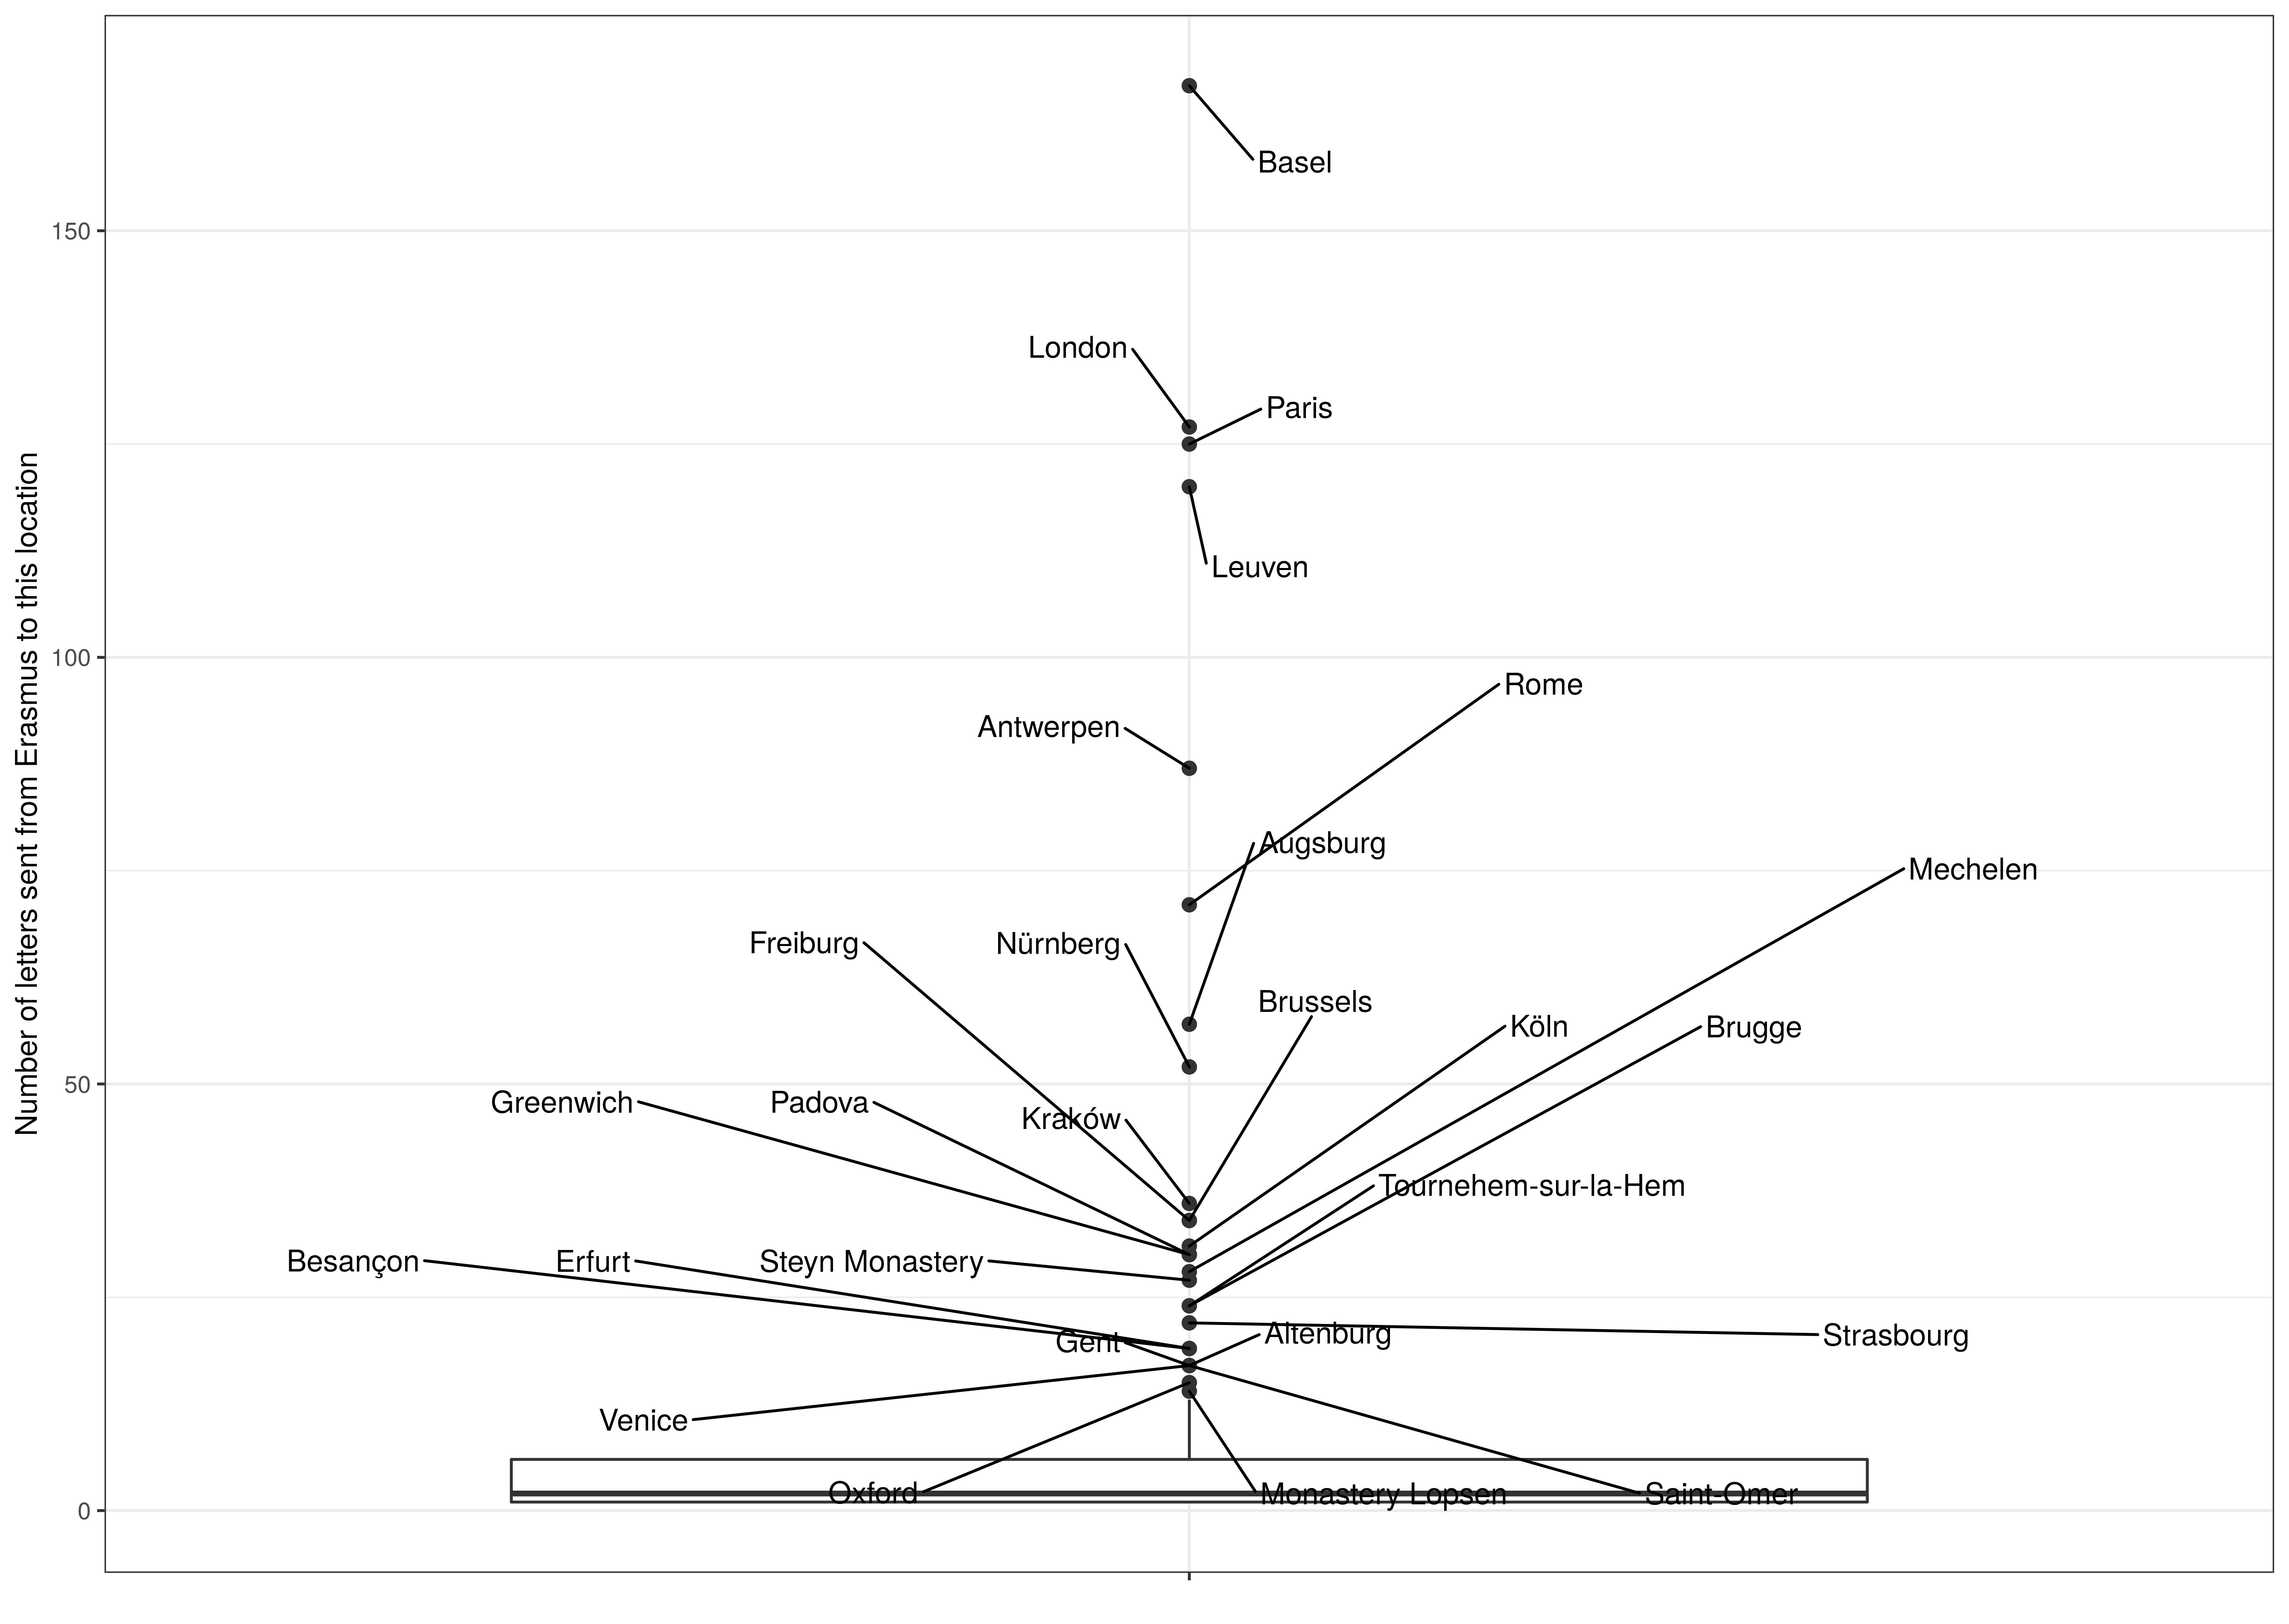 Number of letters sent from Erasmus to this location
150
100
50
0
Basel
London
Paris
Leuven
Rome
Antwerpen
Augsburg
Mechelen
Freiburg
Nürnberg
Brussels
Köln
Brugge
Greenwich
Padova
Kraków
Tournehem-sur-la-Hem
Besançon
Erfurt
Steyn Monastery
Gent
Altenburg
Strasbourg
Venice
Oxford
Monastery Lopsen
Saint-Omer